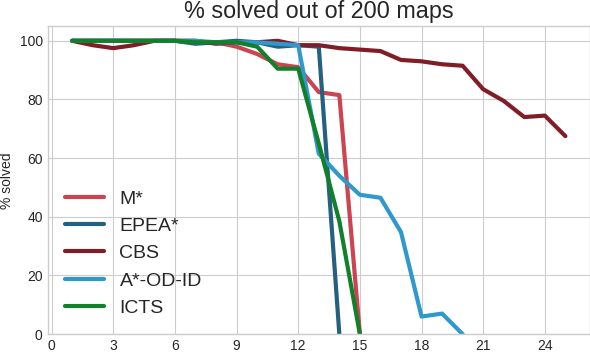 % solved out of 200 maps
100
80
60
40
20
0
% solved
M*
EPEA*
CBS
A*-OD-ID
ICTS
0 3 6 9 12 15 18 21 24